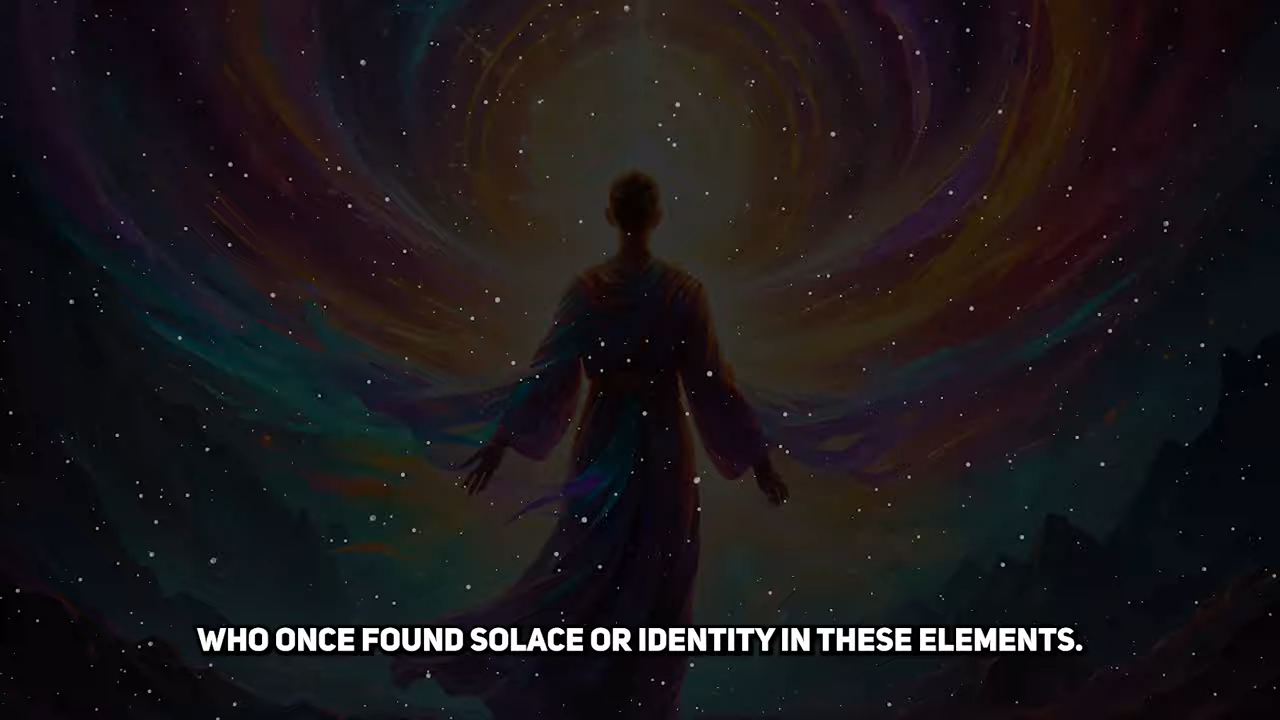 WHO ONCE FOUND SOLACE OR IDENTITY IN THESE ELEMENTS.